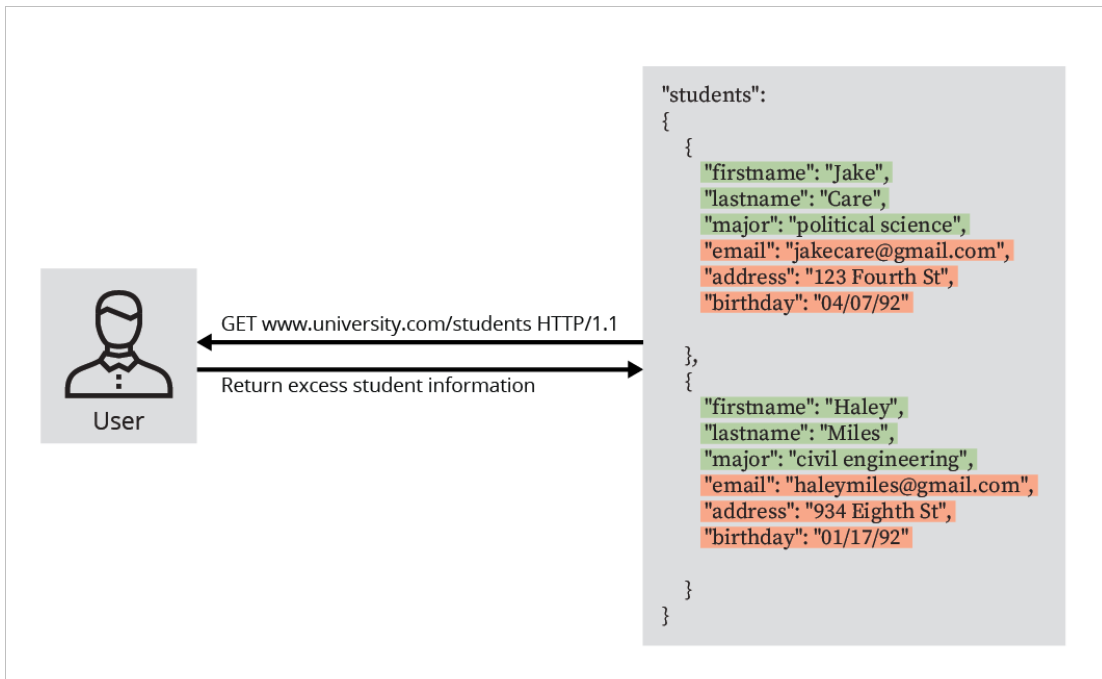 "students":
{
{
"firstname": "Jake",
"lastname": "Care",
"major": "political science",
"email": "jakecare@gmail.com",
"address": "123 Fourth St",
"birthday": "04/07/92"
},
{
"firstname": "Haley",
"lastname": "Miles",
"major": "civil engineering",
"email": "haleymiles@gmail.com",
"address": "934 Eighth St",
"birthday": "01/17/92"
}
}
GET www.university.com/students HTTP/1.1
Return excess student information
User